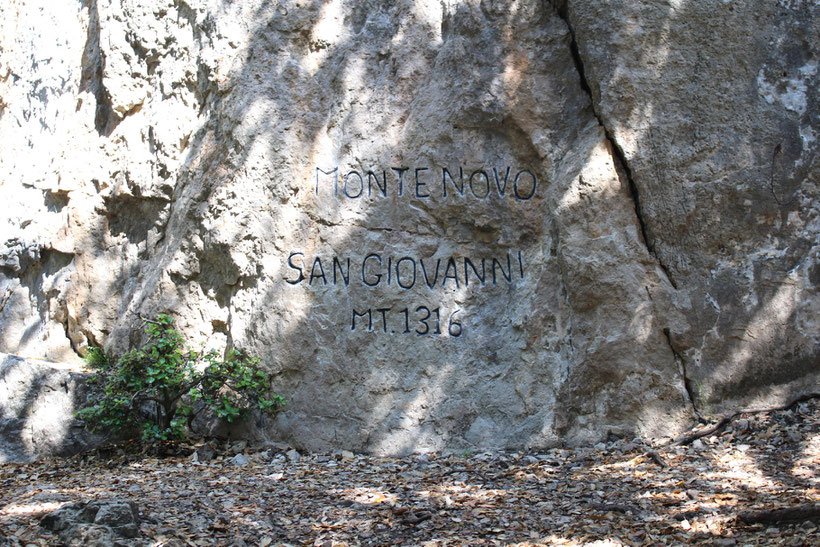 MONTE NOVO
SAN GIOVANNI
MT. 1316